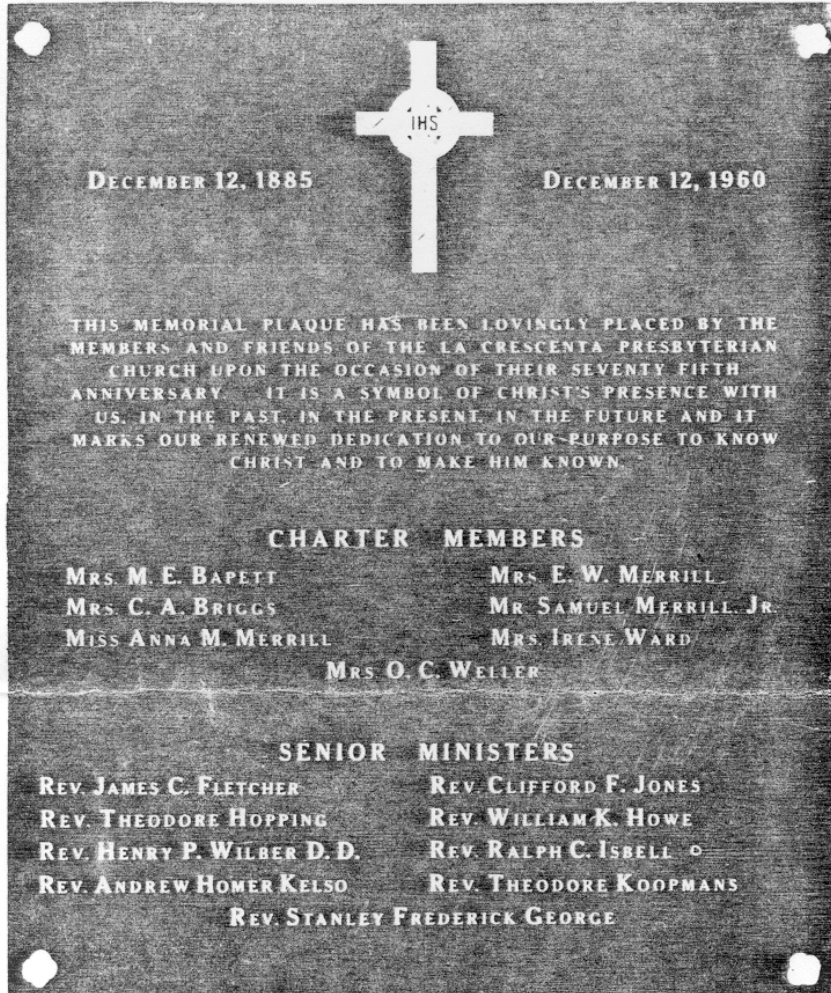 IHS
DECEMBER 12, 1885 DECEMBER 12, 1960
THIS MEMORIAL PLAQUE HAS BEEN LOVINGLY PLACED BY THE
MEMBERS AND FRIENDS OF THE LA CRESCENTA PRESBYTERIAN
CHURCH UPON THE OCCASION OF THEIR SEVENTY FIFTH
ANNIVERSARY. IT IS A SYMBOL OF CHRIST'S PRESENCE WITH
US, IN THE PAST, IN THE PRESENT, IN THE FUTURE AND IT
MARKS OUR RENEWED DEDICATION TO OUR PURPOSE TO KNOW
CHRIST AND TO MAKE HIM KNOWN.
CHARTER MEMBERS
MRS. M. E. BAPETT MRS. E. W. MERRILL
MRS. C. A. BRIGGS MR. SAMUEL MERRILL, JR.
MISS ANNA M. MERRILL MRS. IRENE WARD
MRS O. C. WELLER
SENIOR MINISTERS
REV. JAMES C. FLETCHER REV. CLIFFORD F. JONES
REV. THEODORE HOPPING REV. WILLIAM K. HOWE
REV. HENRY P. WILBER D. D. REV. RALPH C. ISBELL
REV. ANDREW HOMER KELSO REV. THEODORE KOOPMANS
REV. STANLEY FREDERICK GEORGE